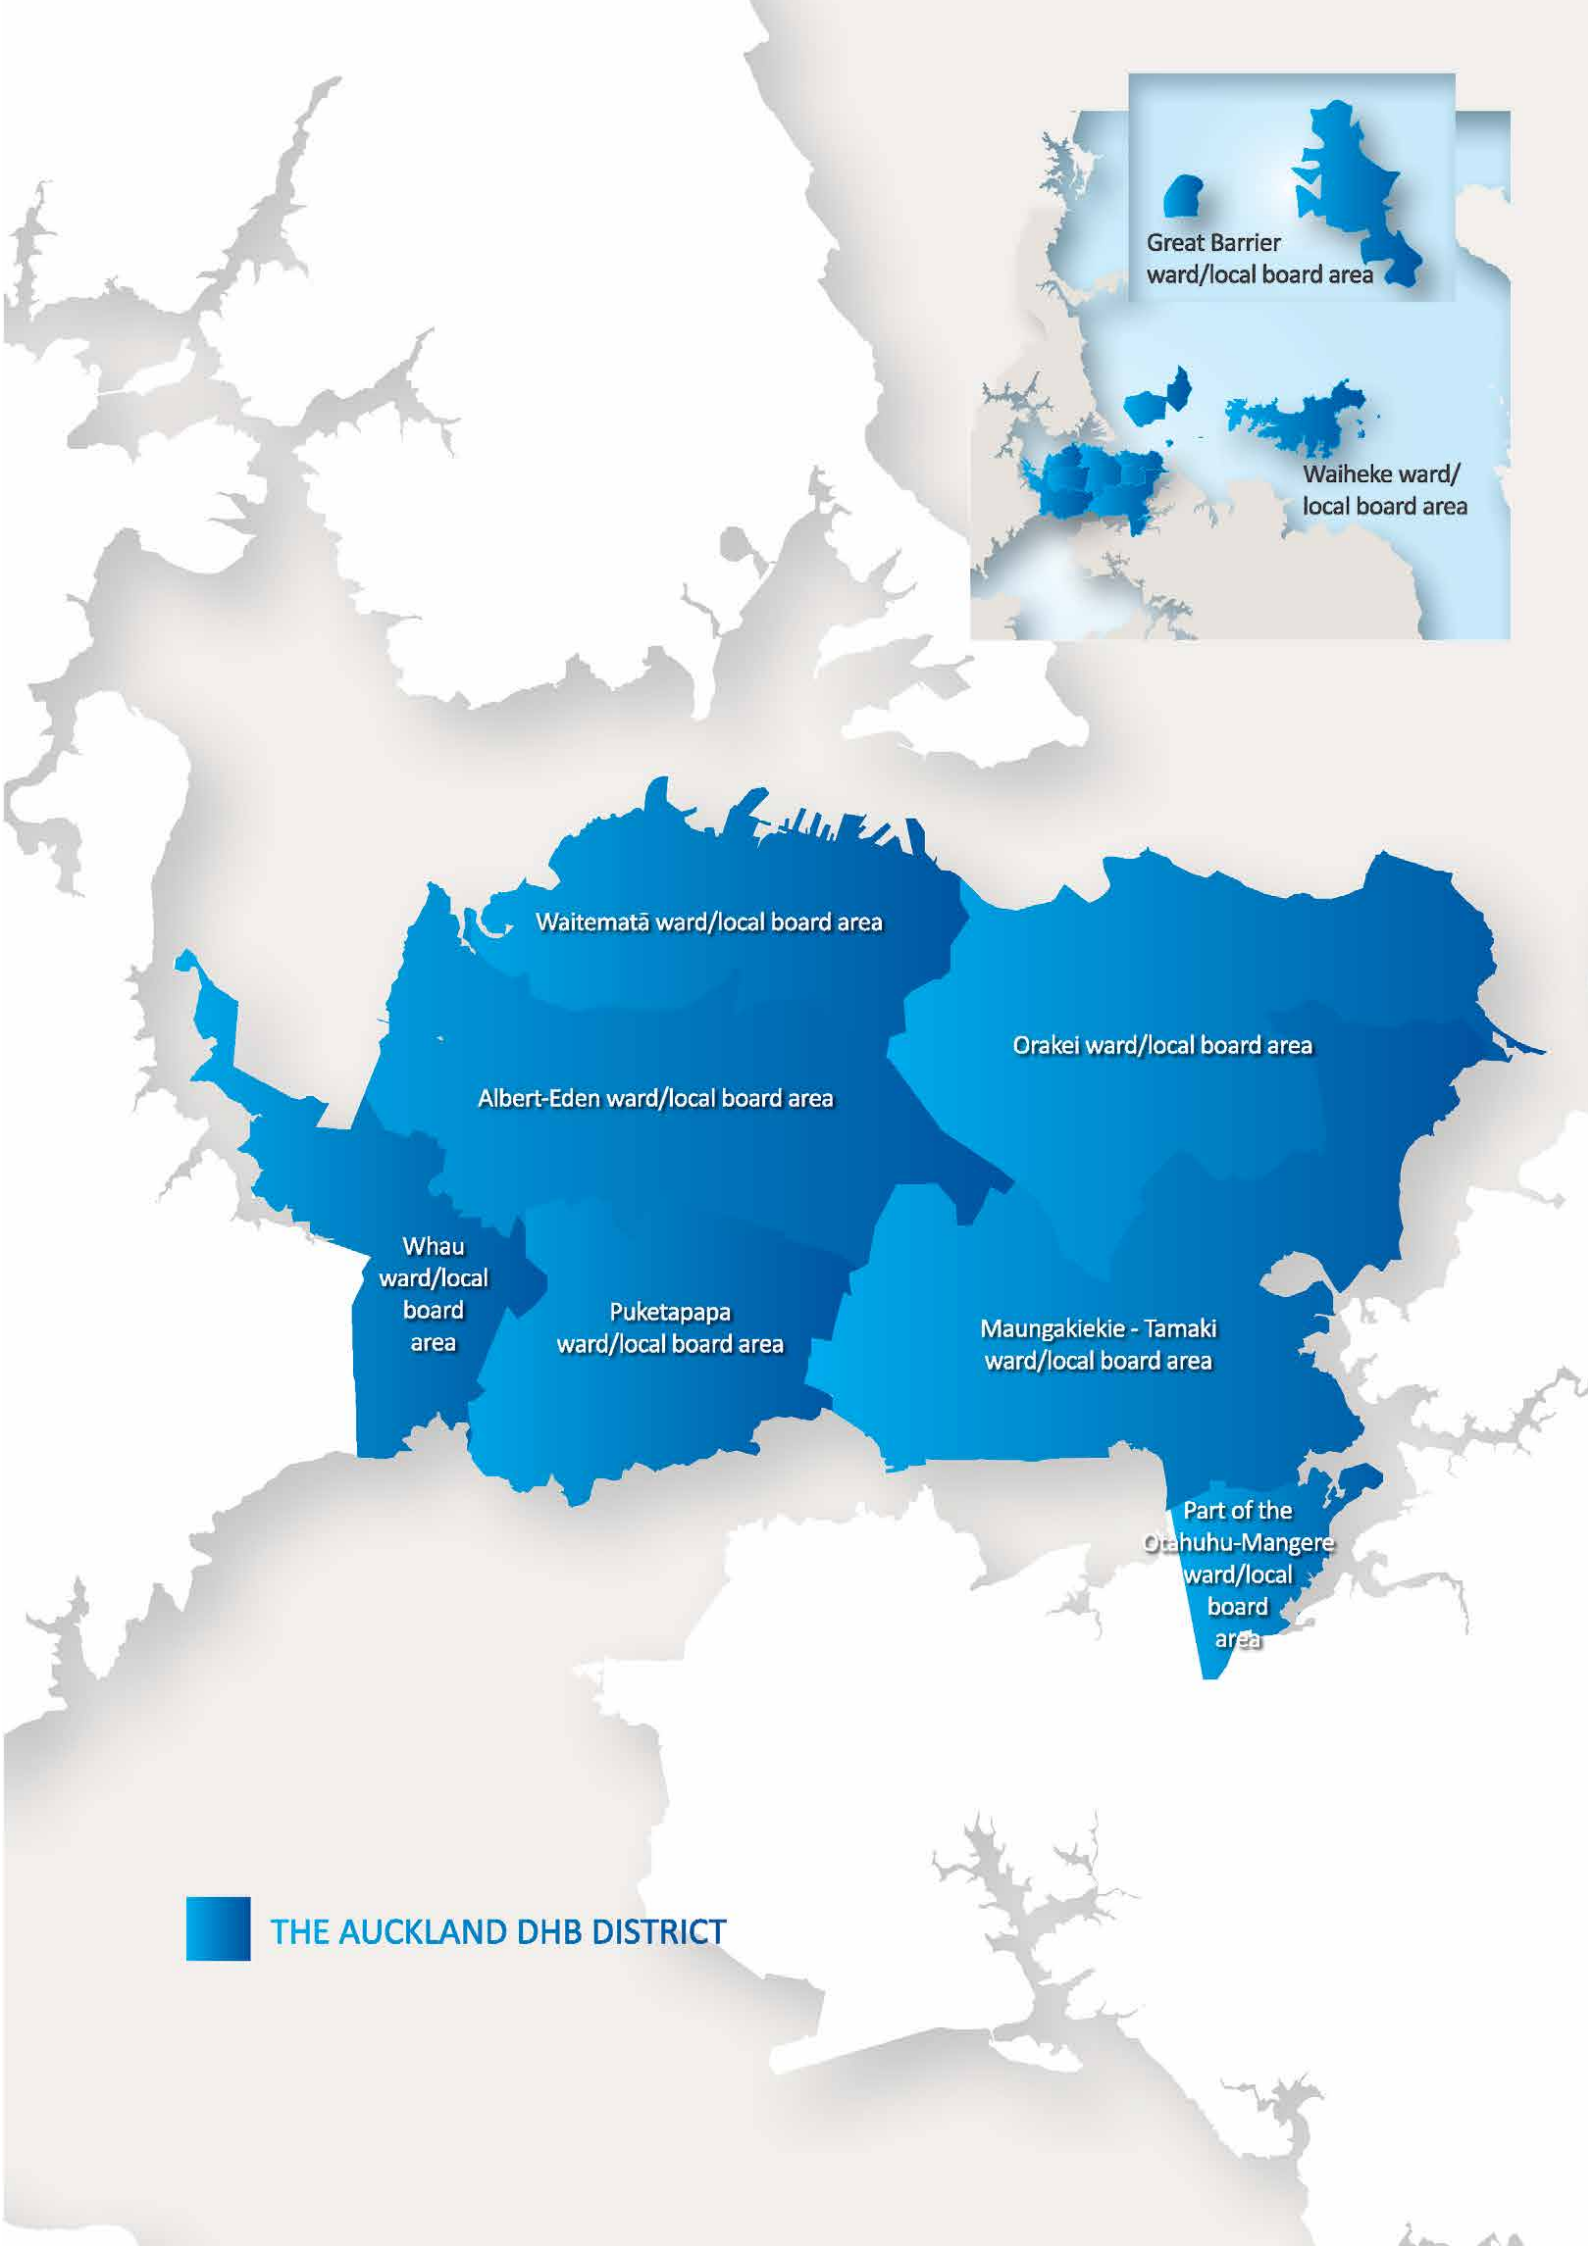 Great Barrier
ward/local board area
Waiheke ward/
local board area
Waitematā ward/local board area
Orakei ward/local board area
Albert-Eden ward/local board area
Whau
ward/local
board
area
Puketapapa
ward/local board area
Maungakiekie - Tamaki
ward/local board area
Part of the
Otahuhu-Mangere
ward/local
board
area
THE AUCKLAND DHB DISTRICT